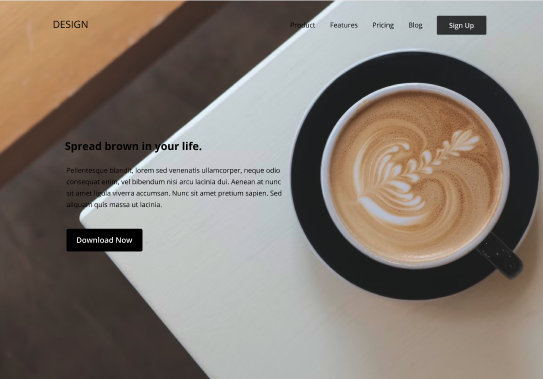 DESIGN
Product Features Pricing Blog Sign Up
Spread brown in your life.
Pellentesque blandit, lorem sed venenatis ullamcorper, neque odio
consequat enim, vel bibendum nisi arcu lacinia dui. Aenean at nunc
sit amet ligula viverra accumsan. Nunc sit amet pretium sapien. Sed
aliquam quis massa ut lacinia.
Download Now